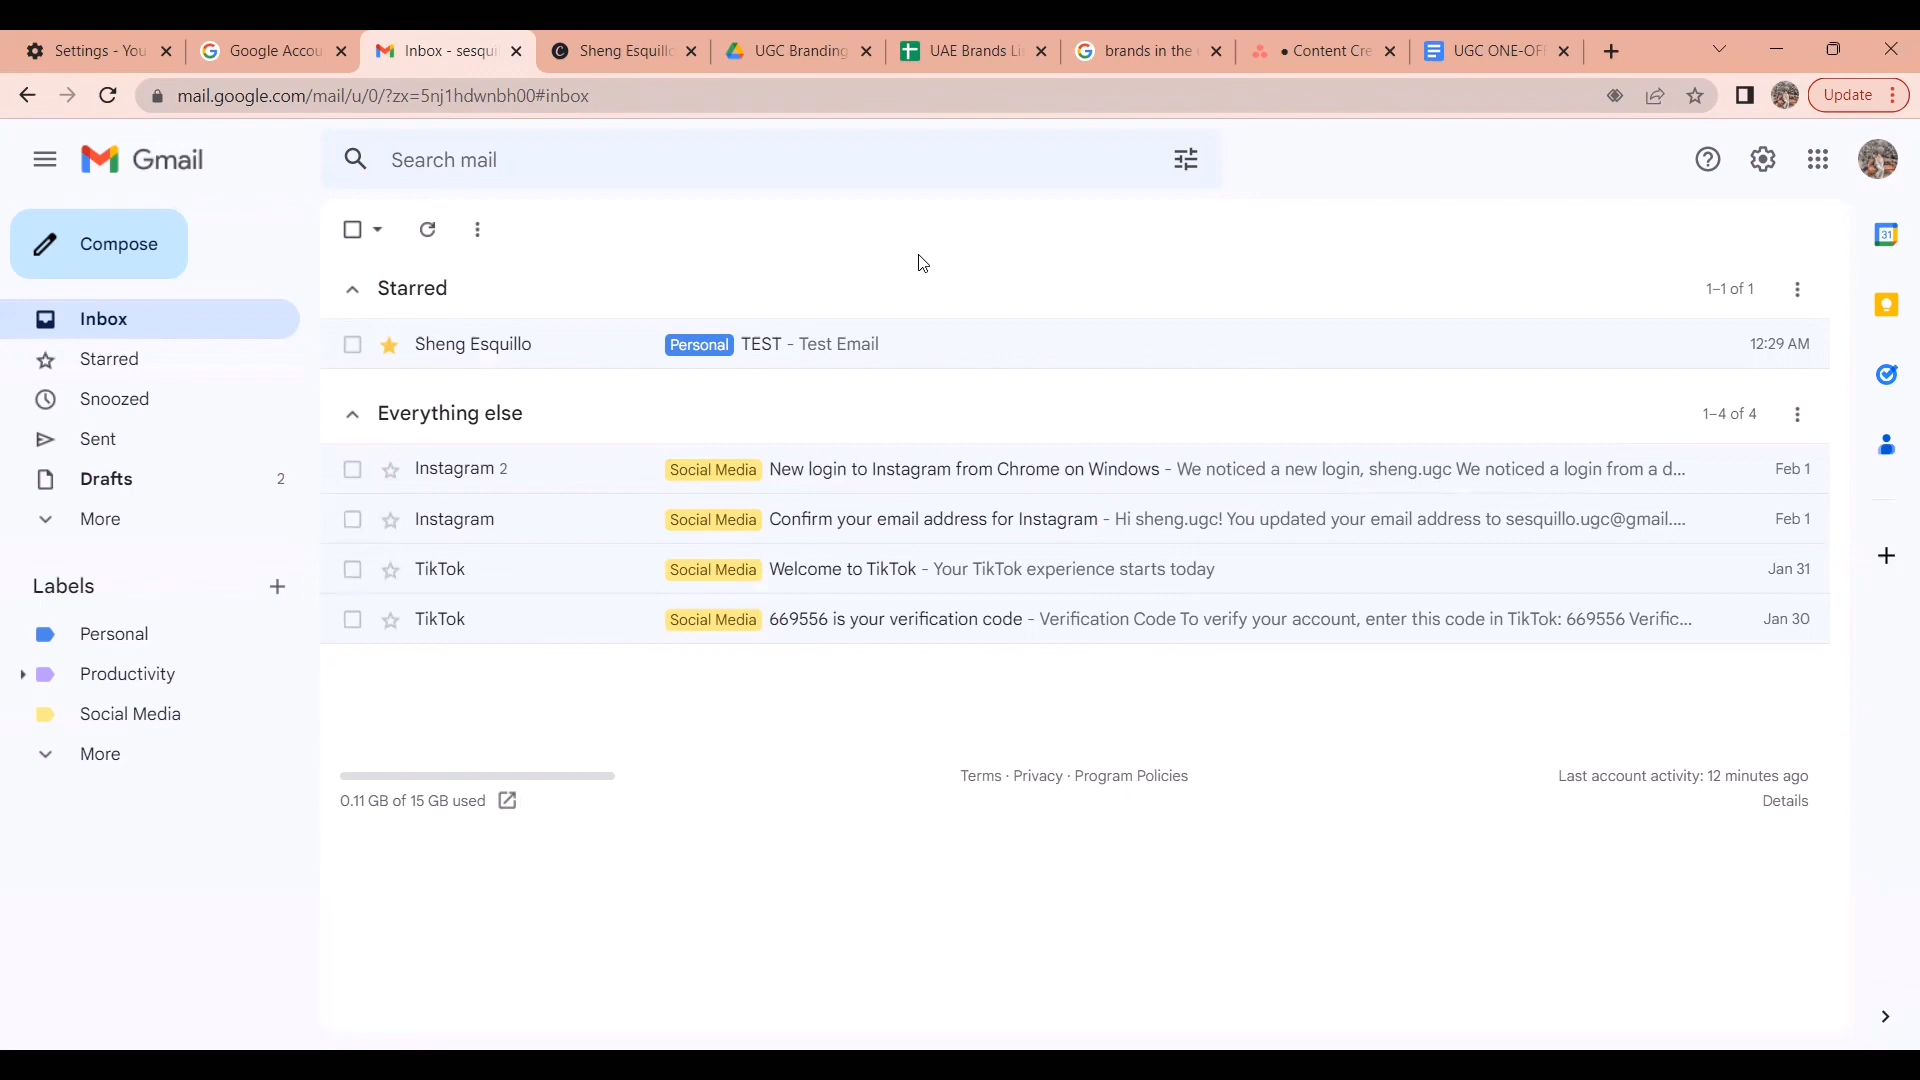 Settings - You
Google Accou
Inbox - sesqui
Sheng Esquillo
UGC Branding
UAE Brands Li
brands in the
• Content Cre
UGC ONE-OF
mail.google.com/mail/u/0/?zx=5nj1hdwnbh00#inbox
Update
Gmail
Search mail
Compose
Inbox
Starred
Snoozed
Sent
Drafts 2
More
Labels
Personal
Productivity
Social Media
More
Starred
1–1 of 1
Sheng Esquillo Personal TEST - Test Email 12:29 AM
Everything else
1–4 of 4
Instagram 2 Social Media New login to Instagram from Chrome on Windows - We noticed a new login, sheng.ugc We noticed a login from a d... Feb 1
Instagram Social Media Confirm your email address for Instagram - Hi sheng.ugc! You updated your email address to sesquillo.ugc@gmail.... Feb 1
TikTok Social Media Welcome to TikTok - Your TikTok experience starts today Jan 31
TikTok Social Media 669556 is your verification code - Verification Code To verify your account, enter this code in TikTok: 669556 Verific... Jan 30
0.11 GB of 15 GB used
Terms · Privacy · Program Policies
Last account activity: 12 minutes ago
Details
31